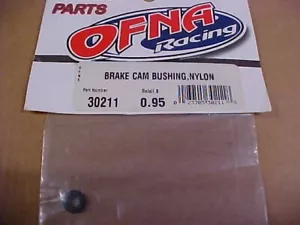 PARTS
OFNA
Racing
BRAKE CAM BUSHING,NYLON
Part Number
Retail $
30211
0.95